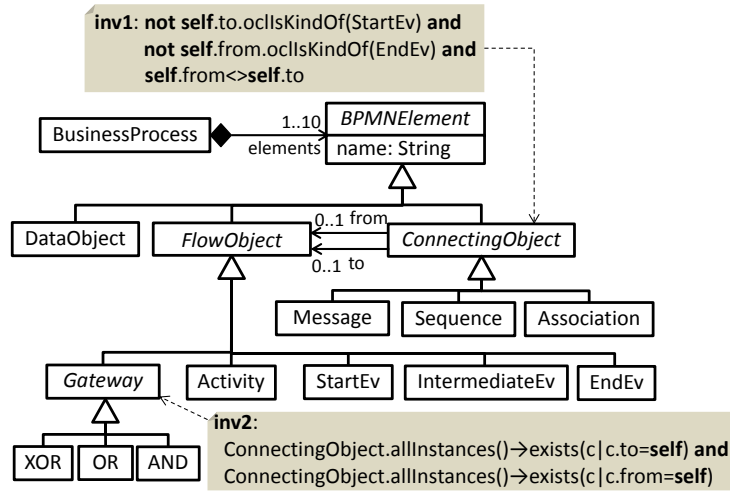 inv1: not self.to.oclIsKindOf(StartEv) and
not self.from.oclIsKindOf(EndEv) and
self.from<>self.to
BusinessProcess
1..10
elements
BPMNElement
name: String
DataObject
FlowObject
0..1 from
0..1 to
ConnectingObject
Message
Sequence
Association
Gateway
Activity
StartEv
IntermediateEv
EndEv
XOR
OR
AND
inv2:
ConnectingObject.allInstances()→exists(c|c.to=self) and
ConnectingObject.allInstances()→exists(c|c.from=self)